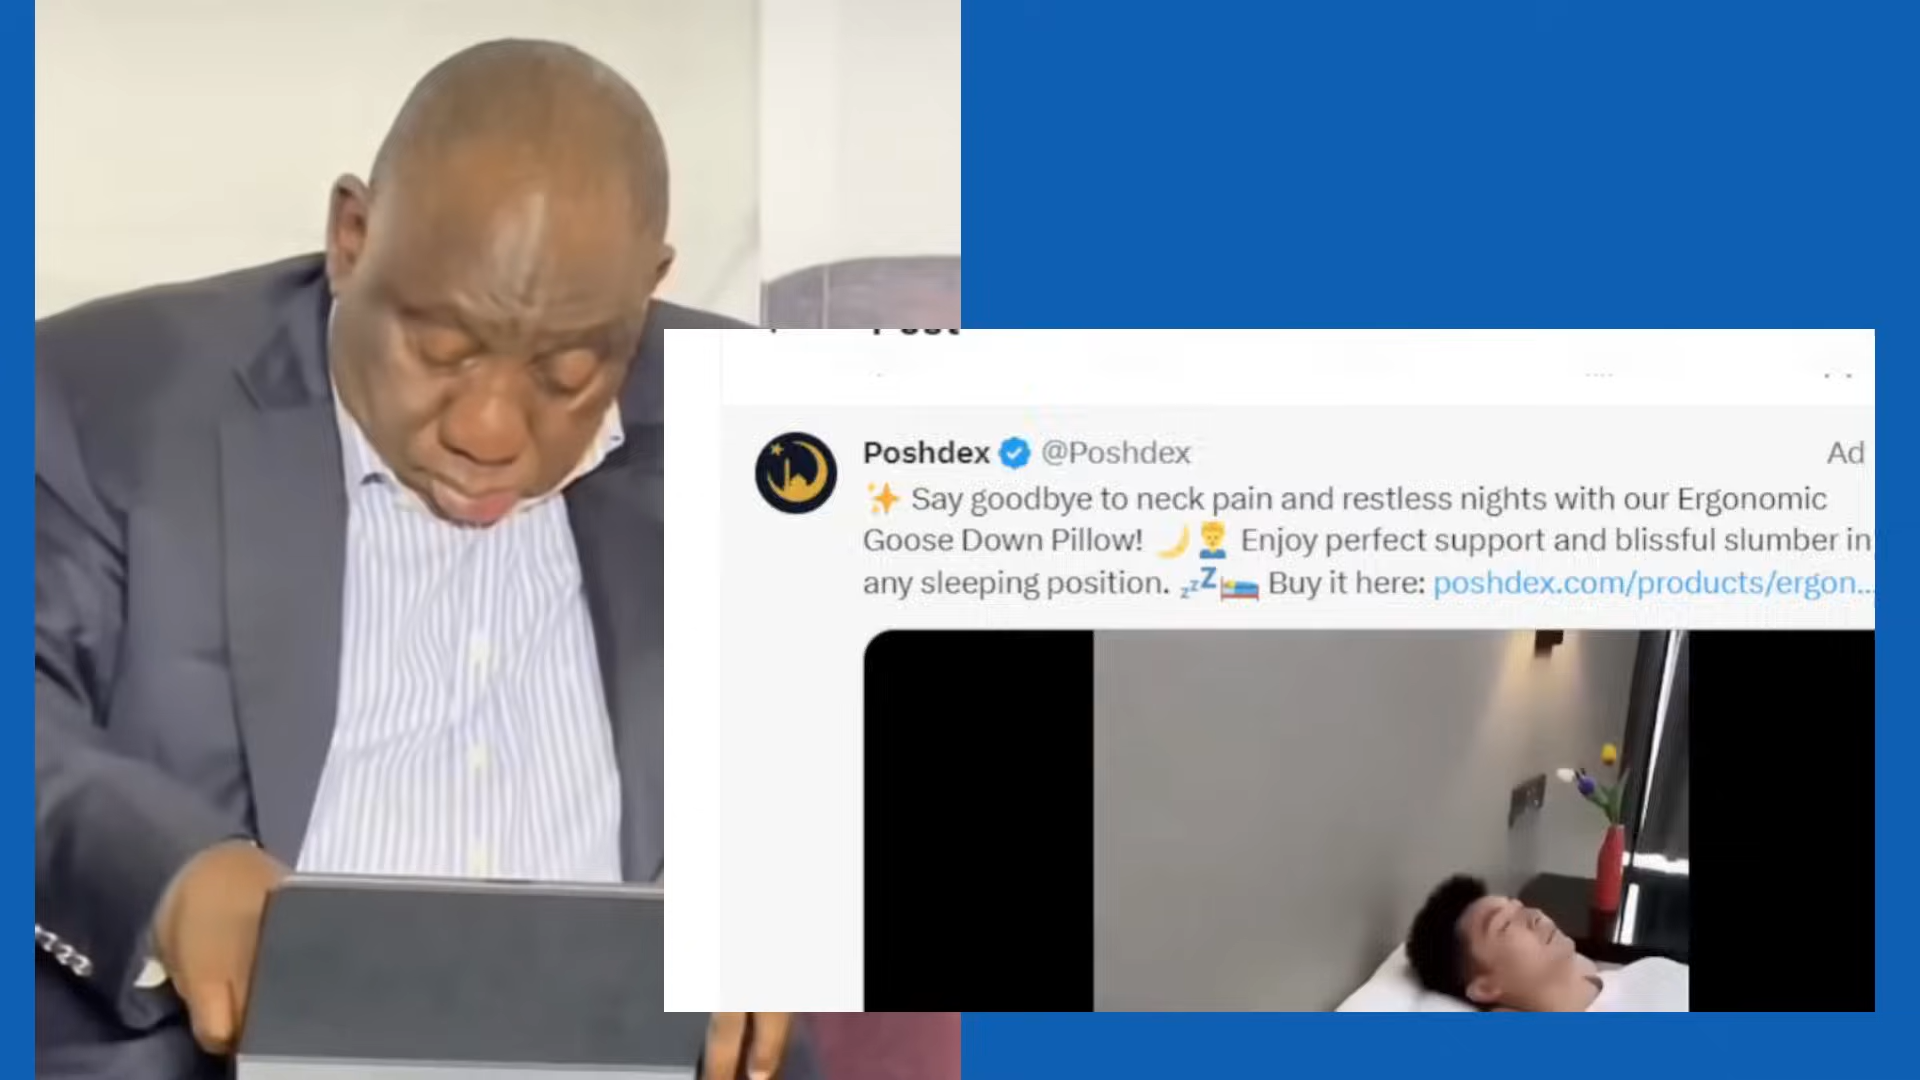 Poshdex @Poshdex Ad
✨ Say goodbye to neck pain and restless nights with our Ergonomic
Goose Down Pillow! 🌙💆‍♂️ Enjoy perfect support and blissful slumber in
any sleeping position. 💤🛌 Buy it here: poshdex.com/products/ergon...